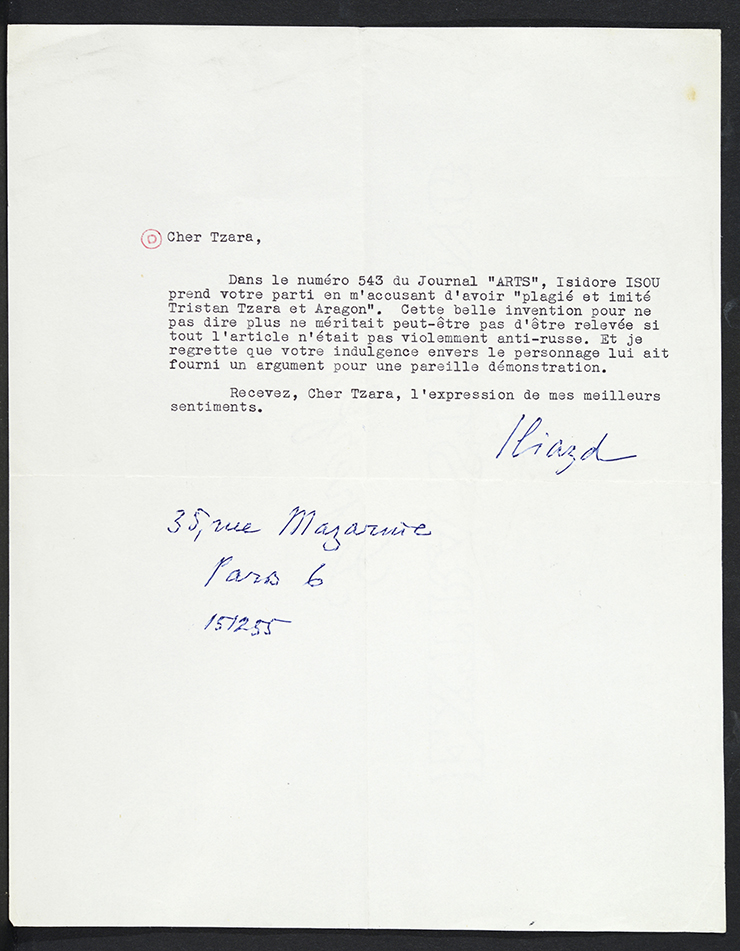 D Cher Tzara,
Dans le numéro 543 du Journal "ARTS", Isidore ISOU
prend votre parti en m'accusant d'avoir "plagié et imité
Tristan Tzara et Aragon". Cette belle invention pour ne
pas dire plus ne méritait peut-être pas d'être relevée si
tout l'article n'était pas violemment anti-russe. Et je
regrette que votre indulgence envers le personnage lui ait
fourni un argument pour une pareille démonstration.
Recevez, Cher Tzara, l'expression de mes meilleurs
sentiments.
Iliazd
35, rue Mazarine
Paris 6
151255